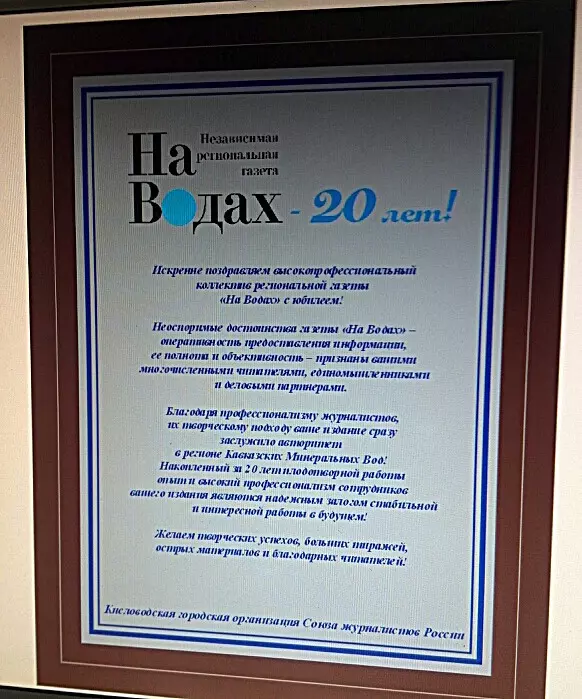 На Водах
Независимая
региональная
газета
- 20 лет!
Искренне поздравляем высокопрофессиональный
коллектив региональной газеты
«На Водах» с юбилеем!
Неоспоримые достоинства газеты «На Водах» –
оперативность предоставления информации,
ее полнота и объективность – признаны вашими
многочисленными читателями, единомышленниками
и деловыми партнерами.
Благодаря профессионализму журналистов,
их творческому подходу ваше издание сразу
заслужило авторитет
в регионе Кавказских Минеральных Вод!
Накопленный за 20 лет плодотворной работы
опыт и высокий профессионализм сотрудников
вашего издания являются надежным залогом стабильной
и интересной работы в будущем!
Желаем творческих успехов, больших тиражей,
острых материалов и благодарных читателей!
Кисловодская городская организация Союза журналистов России